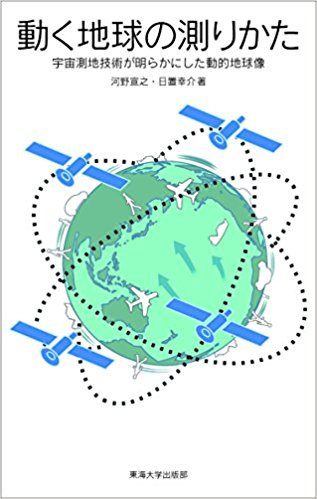 動く地球の測りかた
宇宙測地技術が明らかにした動的地球像
河野宣之・日置幸介著
東海大学出版部